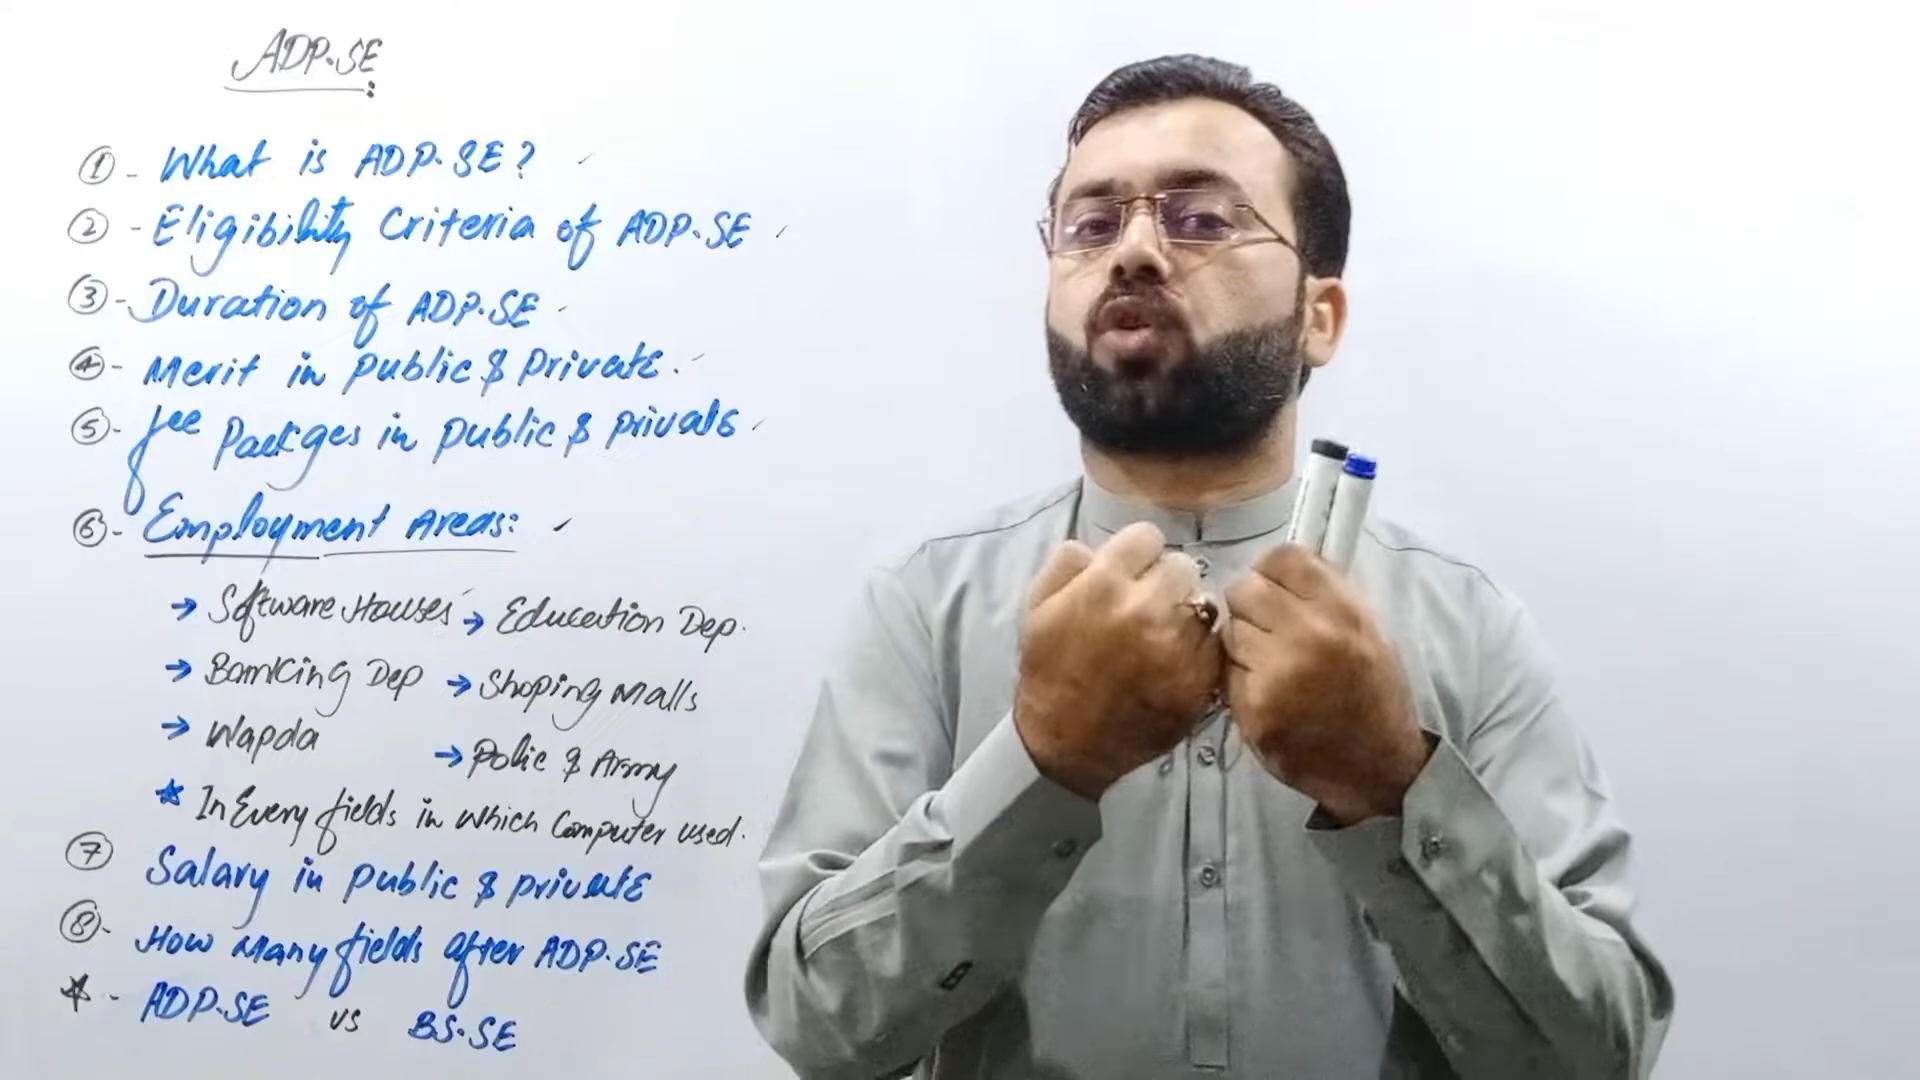 ADP.SE
① - What is ADP.SE?
② - Eligibility Criteria of ADP.SE
③ - Duration of ADP.SE
④ - Merit in Public & Private.
⑤ - fee Packges in Public & private
⑥ - Employment Areas:
→ Software Houses → Education Dep.
→ Banking Dep → Shoping Malls
→ Wapda → Polic & Army
★ In Every fields in which Computer used.
⑦ Salary in Public & private
⑧ - How Many fields after ADP.SE
☆ - ADP.SE vs BS.SE